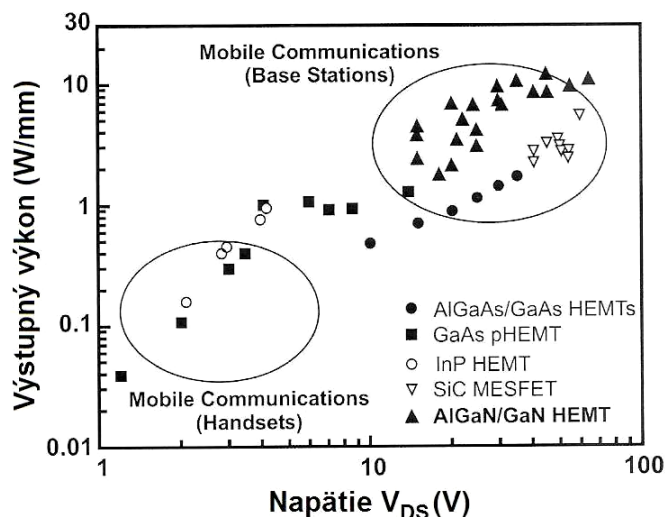 30
10
1
0.1
0.01
Výstupný výkon (W/mm)
Mobile Communications
(Base Stations)
AlGaAs/GaAs HEMTs
GaAs pHEMT
InP HEMT
SiC MESFET
AlGaN/GaN HEMT
Mobile Communications
(Handsets)
1
10
100
Napätie VDS (V)